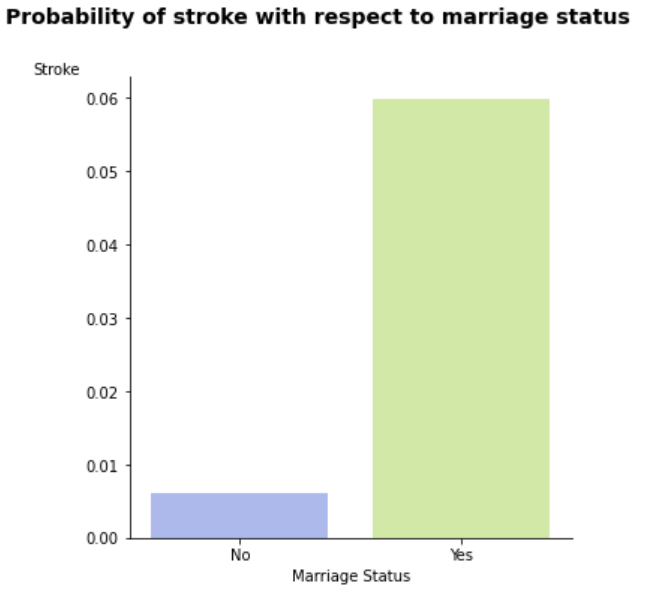 Probability of stroke with respect to marriage status
Stroke
0.06
0.05
0.04
0.03
0.02
0.01
0.00
No Yes
Marriage Status